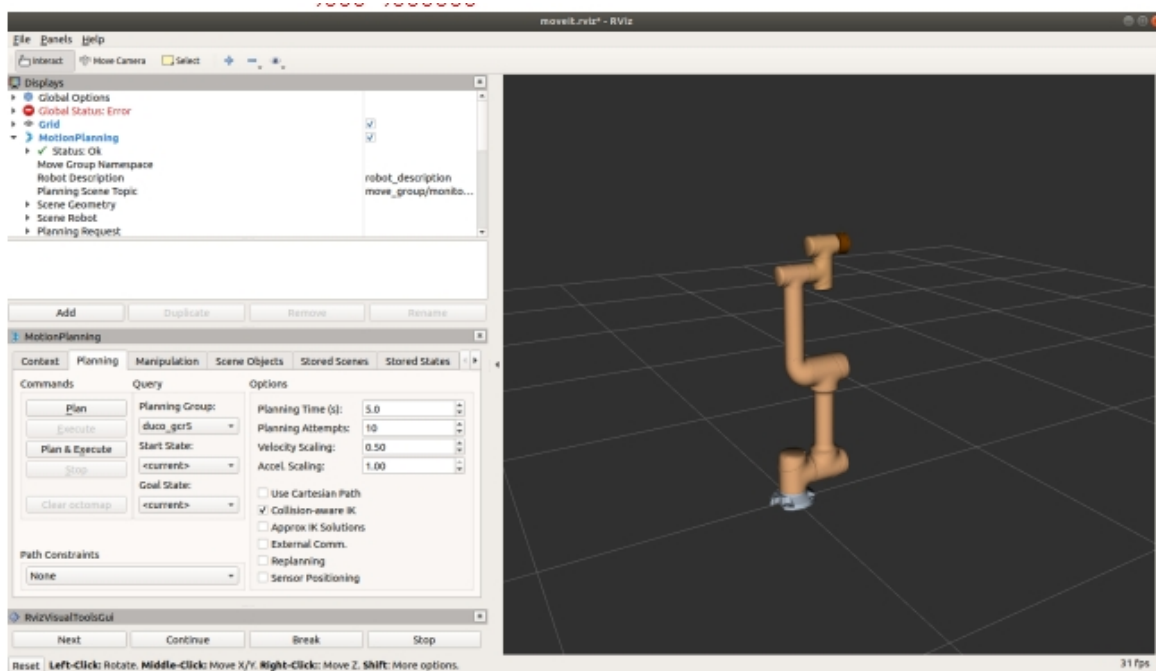 moveit.rviz* - RViz
File Panels Help
Interact Move Camera Select
Displays
Global Options
Global Status: Error
Grid
MotionPlanning
Status: Ok
Move Group Namespace
Robot Description robot_description
Planning Scene Topic move_group/monito...
Scene Geometry
Scene Robot
Planning Request
Add Duplicate Remove Rename
MotionPlanning
Context Planning Manipulation Scene Objects Stored Scenes Stored States
Commands Query Options
Plan Planning Group: Planning Time (s): 5.0
Execute duco_gcr5 Planning Attempts: 10
Plan & Execute Start State: Velocity Scaling: 0.50
Stop <current> Accel. Scaling: 1.00
Goal State:
Clear octomap <current> Use Cartesian Path
Collision-aware IK
Approx IK Solutions
Path Constraints External Comm.
None Replanning
Sensor Positioning
RvizVisualToolsGui
Next Continue Break Stop
Reset Left-Click: Rotate. Middle-Click: Move X/Y. Right-Click:: Move Z. Shift: More options. 31 fps